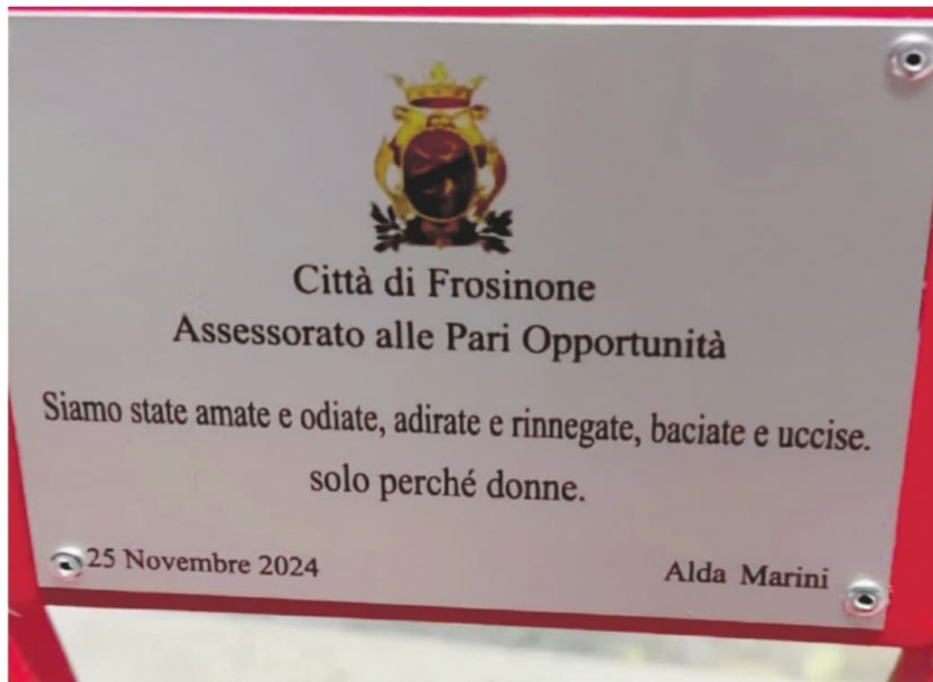 Città di Frosinone
Assessorato alle Pari Opportunità
Siamo state amate e odiate, adirate e rinnegate, baciate e uccise.
solo perché donne.
25 Novembre 2024
Alda Marini